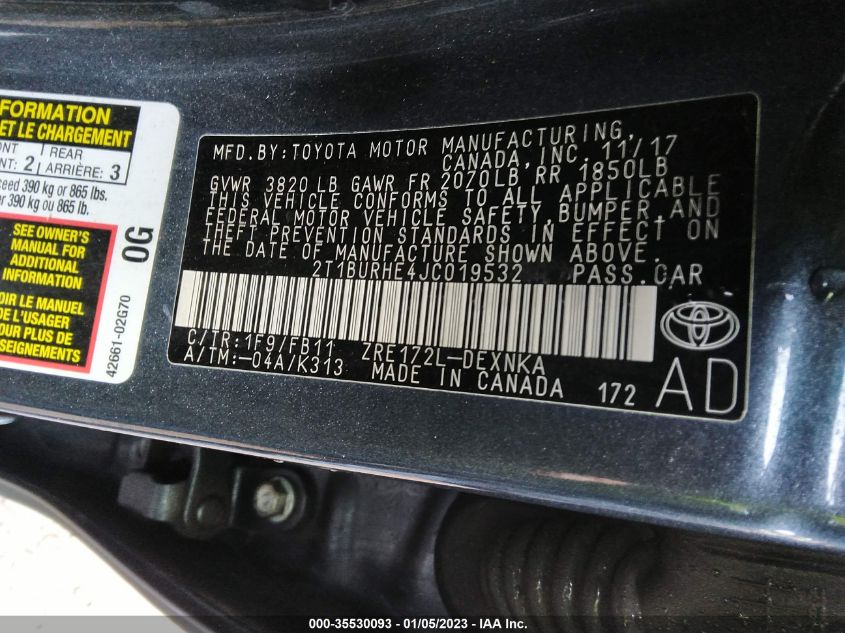 FORMATION
ET LE CHARGEMENT
ONT
REAR
NT: 2
ARRIÈRE: 3
ceed 390 kg or 865 lbs.
r 390 kg ou 865 lb.
SEE OWNER'S
MANUAL FOR
ADDITIONAL
INFORMATION
OIR LE MANUEL
DE L'USAGER
POUR PLUS DE
NSEIGNEMENTS
0G
42661-02G70
MFD.BY:TOYOTA MOTOR MANUFACTURING,
CANADA,INC. 11/17
GVWR 3820 LB GAWR FR 2070LB,RR 1850LB
THIS VEHICLE CONFORMS TO ALL APPLICABLE
FEDERAL MOTOR VEHICLE SAFETY,BUMPER,AND
THEFT PREVENTION STANDARDS IN EFFECT ON
THE DATE OF MANUFACTURE SHOWN ABOVE.
2T1BURHE4JC019532 PASS.CAR
C/TR:1F9/FB11 ZRE172L-DEXNKA
A/TM:-04A/K313 MADE IN CANADA 172
AD
000-35530093 - 01/05/2023 - IAA Inc.